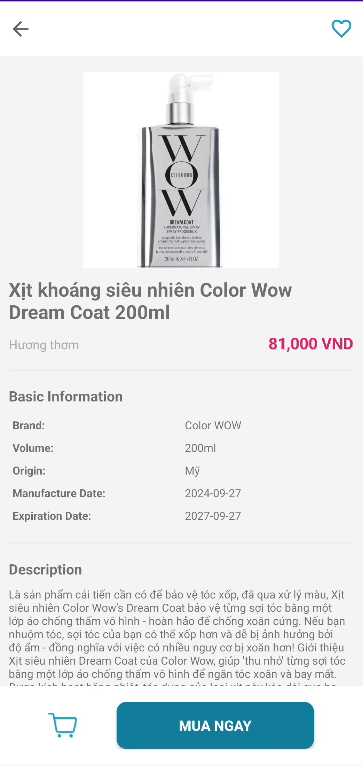 WOW
COLOR WOW
DREAM COAT
SUPERNATURAL SPRAY
Xịt khoáng siêu nhiên Color Wow
Dream Coat 200ml
Hương thơm
81,000 VND
Basic Information
Brand: Color WOW
Volume: 200ml
Origin: Mỹ
Manufacture Date: 2024-09-27
Expiration Date: 2027-09-27
Description
Là sản phẩm cải tiến cần có để bảo vệ tóc xốp, đã qua xử lý màu, Xịt
siêu nhiên Color Wow's Dream Coat bảo vệ từng sợi tóc bằng một
lớp áo chống thấm vô hình - hoàn hảo để chống xoăn cứng. Nếu bạn
nhuộm tóc, sợi tóc của bạn có thể xốp hơn và dễ bị ảnh hưởng bởi
độ ẩm - đồng nghĩa với việc có nhiều nguy cơ bị xoăn hơn! Giới thiệu
Xịt siêu nhiên Dream Coat của Color Wow, giúp 'thu nhỏ' từng sợi tóc
bằng một lớp áo chống thấm vô hình để ngăn tóc xoăn và bay mất.
MUA NGAY